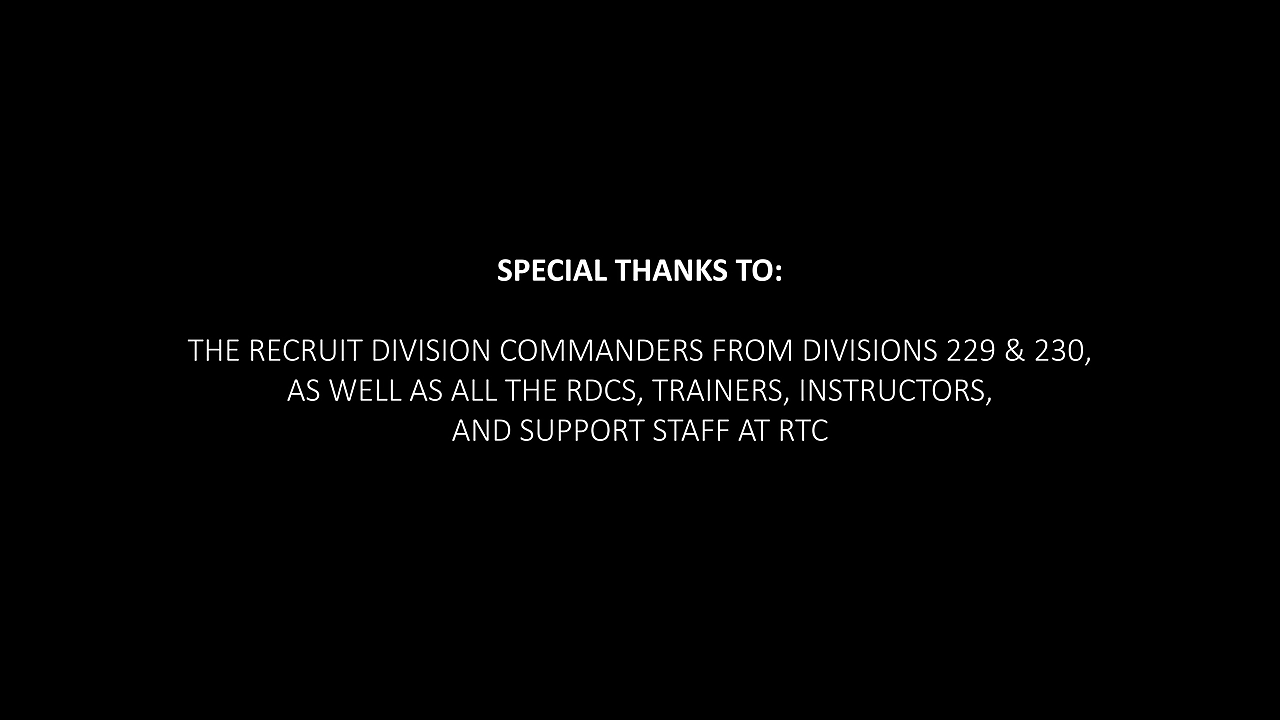 SPECIAL THANKS TO:
THE RECRUIT DIVISION COMMANDERS FROM DIVISIONS 229 & 230,
AS WELL AS ALL THE RDCS, TRAINERS, INSTRUCTORS,
AND SUPPORT STAFF AT RTC